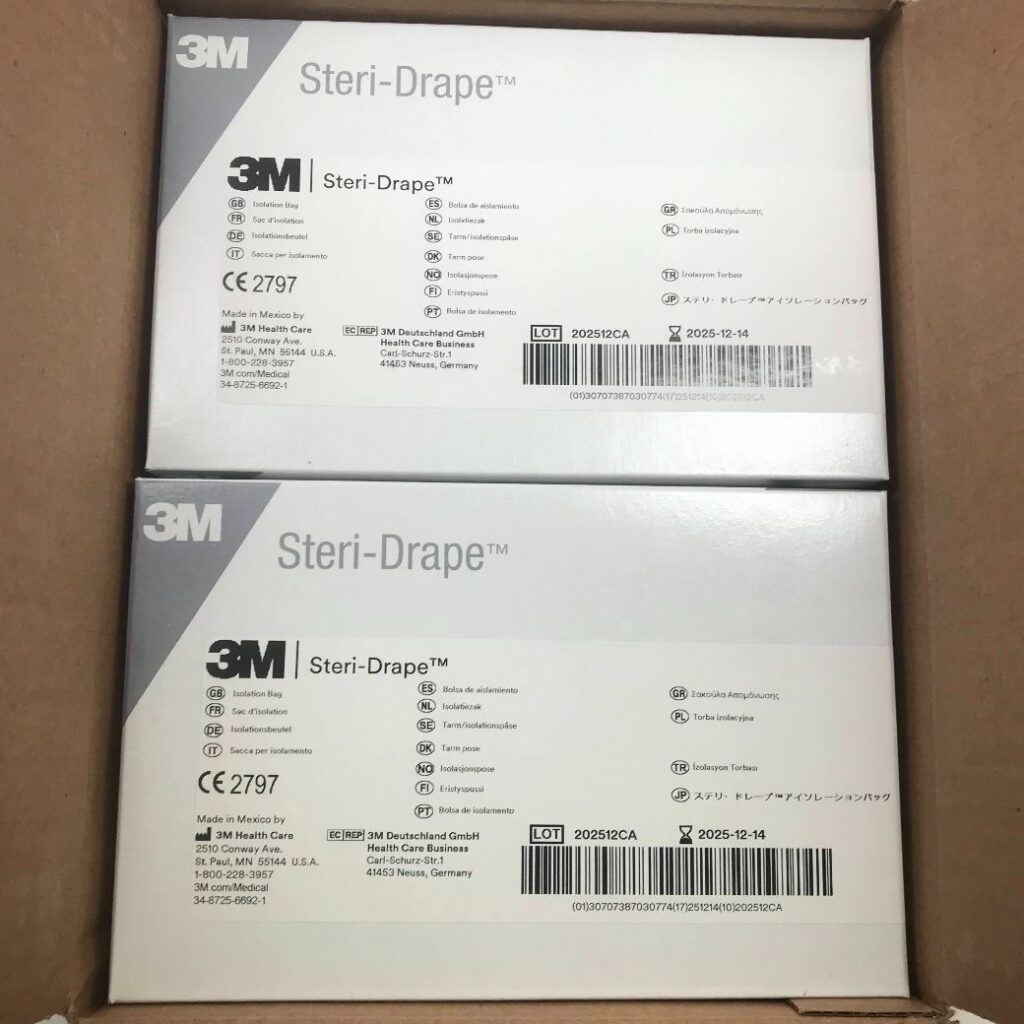 3M
Steri-Drape™
3M | Steri-Drape™
GB Isolation Bag
FR Sac d'isolation
DE Isolationsbeutel
IT Sacca per isolamento
ES Bolsa de aislamiento
NL Isolatiezak
SE Tarm/isolationspåse
DK Tarm pose
NO Isolasjonspose
FI Eristyspussi
PT Bolsa de isolamento
GR Σακούλα Απομόνωσης
PL Torba izolacyjna
TR İzolasyon Torbası
JP ステリ・ドレープ™アイソレーションバッグ
CE 2797
Made in Mexico by
3M Health Care
2510 Conway Ave.
St. Paul, MN 55144 U.S.A.
1-800-228-3957
3M.com/Medical
34-8725-6692-1
EC REP 3M Deutschland GmbH
Health Care Business
Carl-Schurz-Str.1
41453 Neuss, Germany
LOT 202512CA
2025-12-14
(01)30707387030774(17)251214(10)202512CA
3M
Steri-Drape™
3M | Steri-Drape™
GB Isolation Bag
FR Sac d'isolation
DE Isolationsbeutel
IT Sacca per isolamento
ES Bolsa de aislamiento
NL Isolatiezak
SE Tarm/isolationspåse
DK Tarm pose
NO Isolasjonspose
FI Eristyspussi
PT Bolsa de isolamento
GR Σακούλα Απομόνωσης
PL Torba izolacyjna
TR İzolasyon Torbası
JP ステリ・ドレープ™アイソレーションバッグ
CE 2797
Made in Mexico by
3M Health Care
2510 Conway Ave.
St. Paul, MN 55144 U.S.A.
1-800-228-3957
3M.com/Medical
34-8725-6692-1
EC REP 3M Deutschland GmbH
Health Care Business
Carl-Schurz-Str.1
41453 Neuss, Germany
LOT 202512CA
2025-12-14
(01)30707387030774(17)251214(10)202512CA